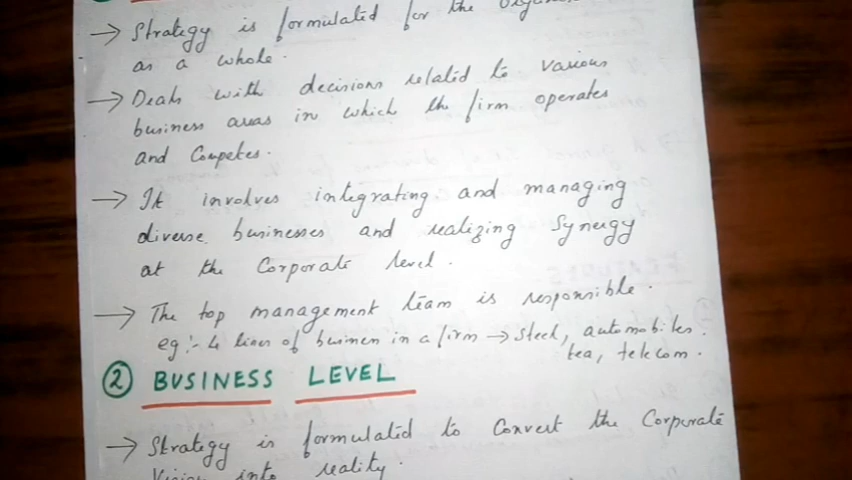 → Strategy is formulated for the
as a whole.
→ Deals with decisions related to various
business areas in which the firm operates
and Competes.
→ It involves integrating and managing
diverse businesses and realizing Synergy
at the Corporate level.
→ The top management team is responsible.
eg :- 4 lines of business in a firm → Steel, automobiles.
tea, telecom.
② BUSINESS LEVEL
→ Strategy is formulated to Convert the Corporate
Vision into reality.